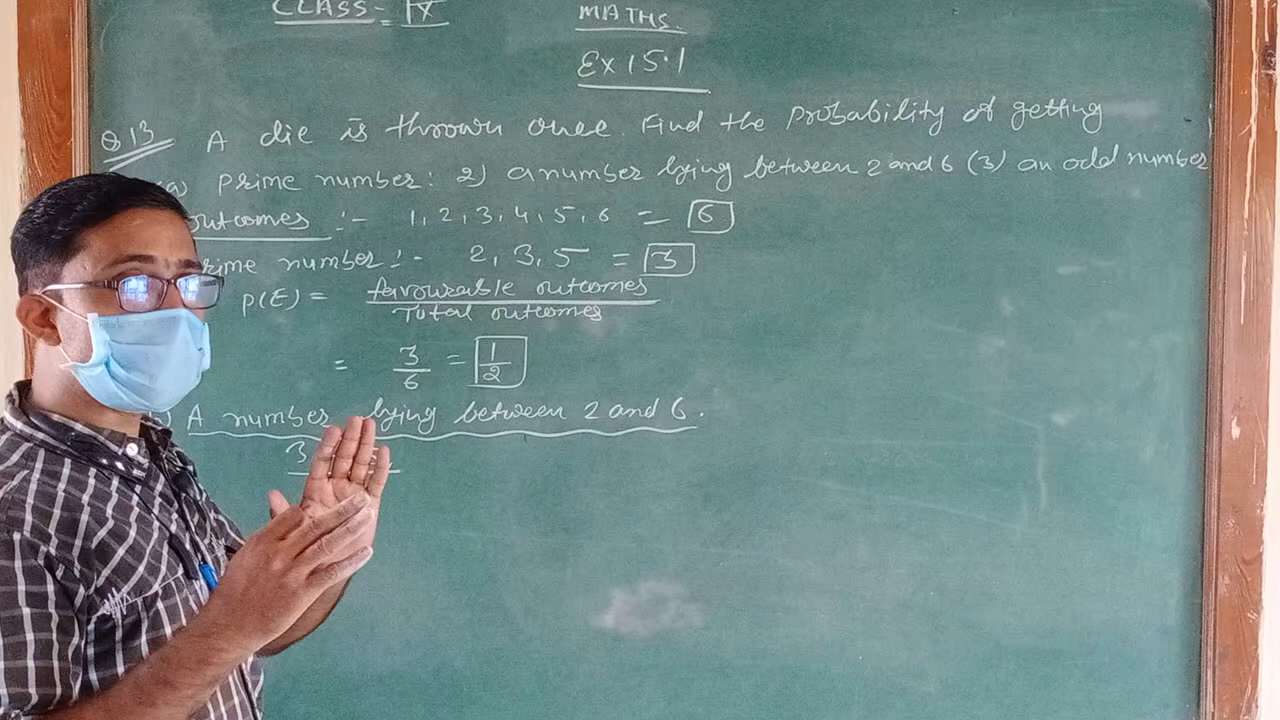 CLASS - IX
MATHS.
Ex 15.1
Q 13 A die is thrown once. Find the probability of getting
(a) prime number: 2) a number lying between 2 and 6 (3) an odd number
outcomes :- 1, 2, 3, 4, 5, 6 = 6
rime number :- 2, 3, 5 = 3
P(E) = favourable outcomes
Total outcomes
= 3/6 = 1/2
) A number lying between 2 and 6.
3